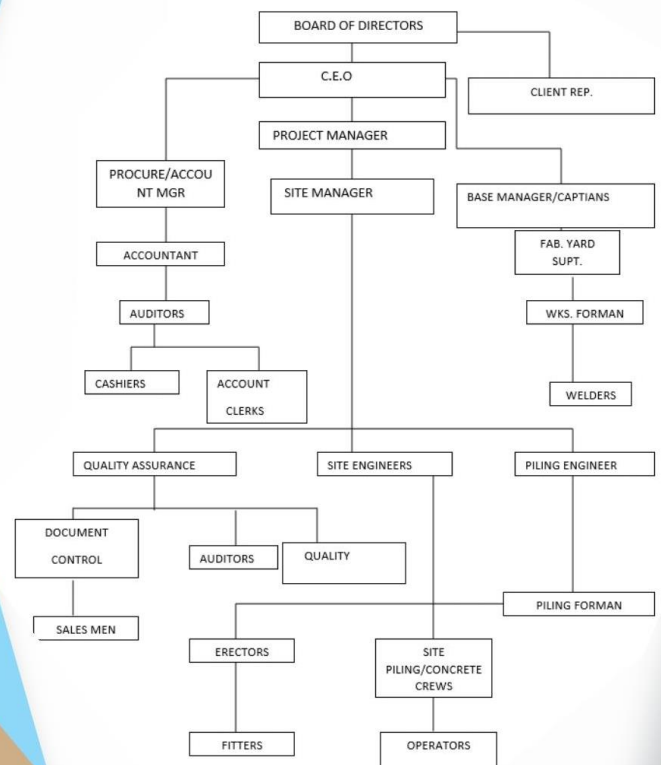 BOARD OF DIRECTORS
C.E.O
CLIENT REP.
PROJECT MANAGER
PROCURE/ACCOU
NT MGR
SITE MANAGER
BASE MANAGER/CAPTIANS
ACCOUNTANT
FAB. YARD
SUPT.
AUDITORS
WKS. FORMAN
CASHIERS
ACCOUNT
CLERKS
WELDERS
QUALITY ASSURANCE
SITE ENGINEERS
PILING ENGINEER
DOCUMENT
CONTROL
AUDITORS
QUALITY
PILING FORMAN
SALES MEN
ERECTORS
SITE
PILING/CONCRETE
CREWS
FITTERS
OPERATORS